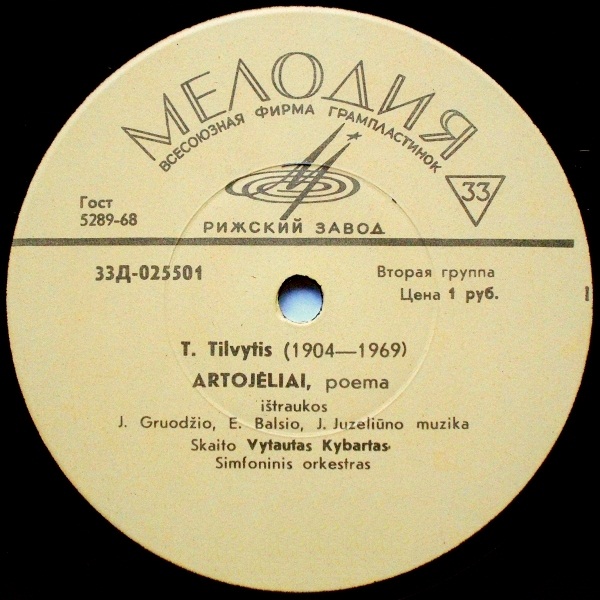 МЕЛОДИЯ
ВСЕСОЮЗНАЯ ФИРМА ГРАМПЛАСТИНОК
33
Гост
5289-68
РИЖСКИЙ ЗАВОД
33Д-025501
Вторая группа
Цена 1 руб.
T. Tilvytis (1904—1969)
ARTOJĖLIAI, poema
ištraukos
J. Gruodžio, E. Balsio, J. Juzeliūno muzika
Skaito Vytautas Kybartas
Simfoninis orkestras